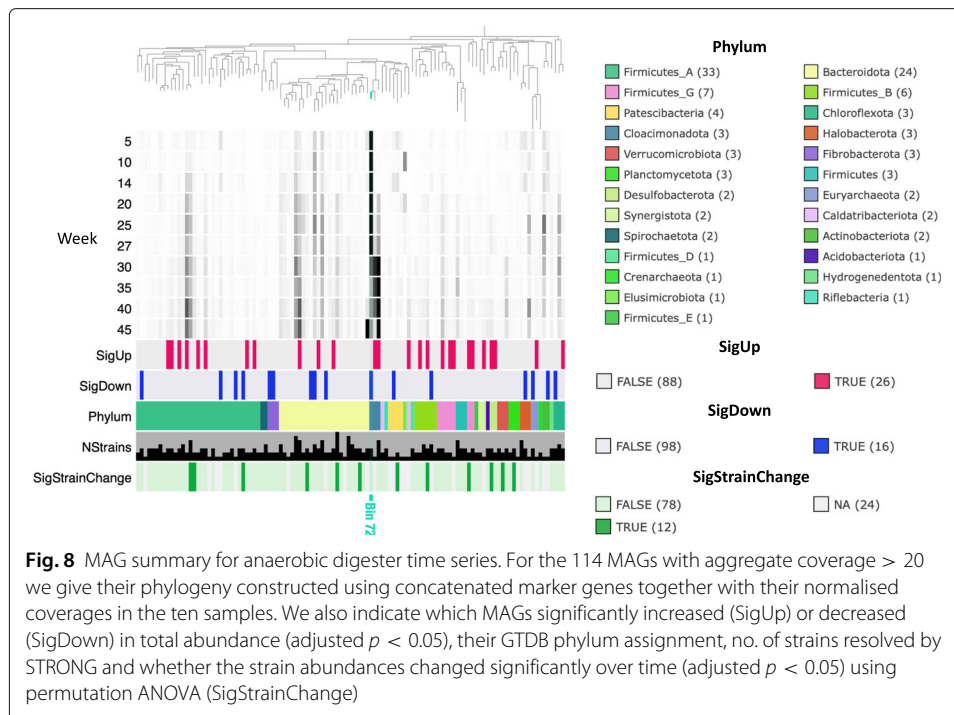 Phylum
Firmicutes_A (33)
Bacteroidota (24)
Firmicutes_G (7)
Firmicutes_B (6)
Patescibacteria (4)
Chloroflexota (3)
Cloacimonadota (3)
Halobacterota (3)
Verrucomicrobiota (3)
Fibrobacterota (3)
Planctomycetota (3)
Firmicutes (3)
Desulfobacterota (2)
Euryarchaeota (2)
Synergistota (2)
Caldatribacteriota (2)
Spirochaetota (2)
Actinobacteriota (2)
Firmicutes_D (1)
Acidobacteriota (1)
Crenarchaeota (1)
Hydrogenedentota (1)
Elusimicrobiota (1)
Riflebacteria (1)
Firmicutes_E (1)
Week
5
10
14
20
25
27
30
35
40
45
SigUp
SigDown
Phylum
NStrains
SigStrainChange
Bin 72
SigUp
FALSE (88)
TRUE (26)
SigDown
FALSE (98)
TRUE (16)
SigStrainChange
FALSE (78)
NA (24)
TRUE (12)
Fig. 8 MAG summary for anaerobic digester time series. For the 114 MAGs with aggregate coverage > 20
we give their phylogeny constructed using concatenated marker genes together with their normalised
coverages in the ten samples. We also indicate which MAGs significantly increased (SigUp) or decreased
(SigDown) in total abundance (adjusted p < 0.05), their GTDB phylum assignment, no. of strains resolved by
STRONG and whether the strain abundances changed significantly over time (adjusted p < 0.05) using
permutation ANOVA (SigStrainChange)